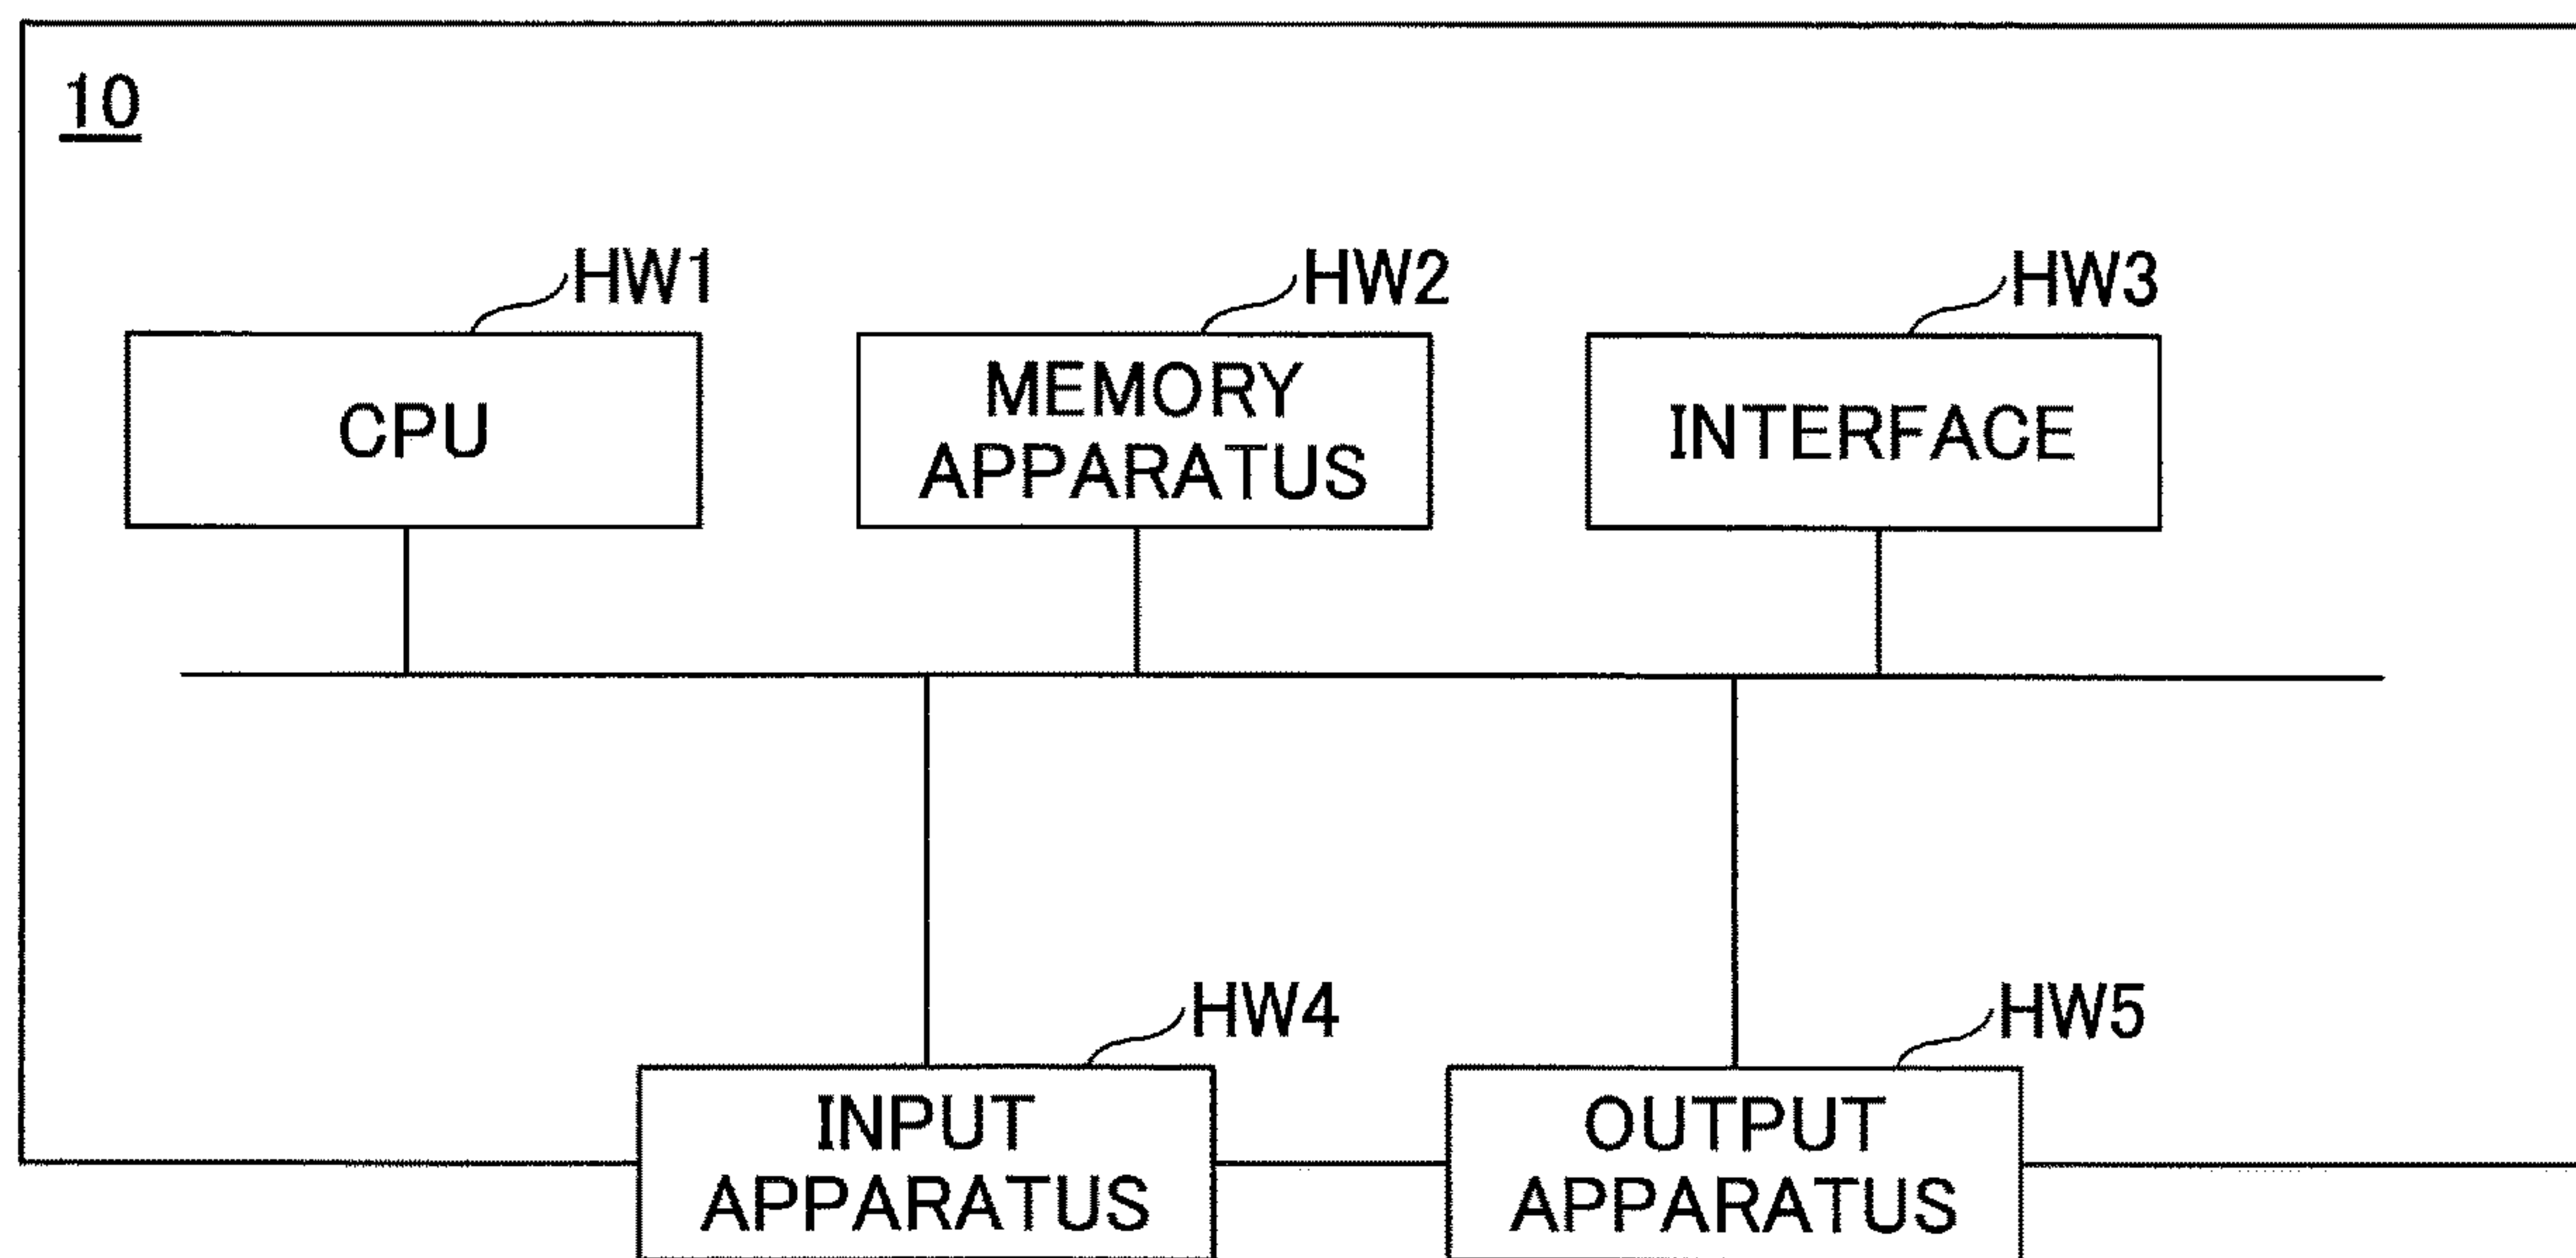 10
HW1
HW2
HW3
CPU
MEMORY
APPARATUS
INTERFACE
HW4
HW5
INPUT
APPARATUS
OUTPUT
APPARATUS